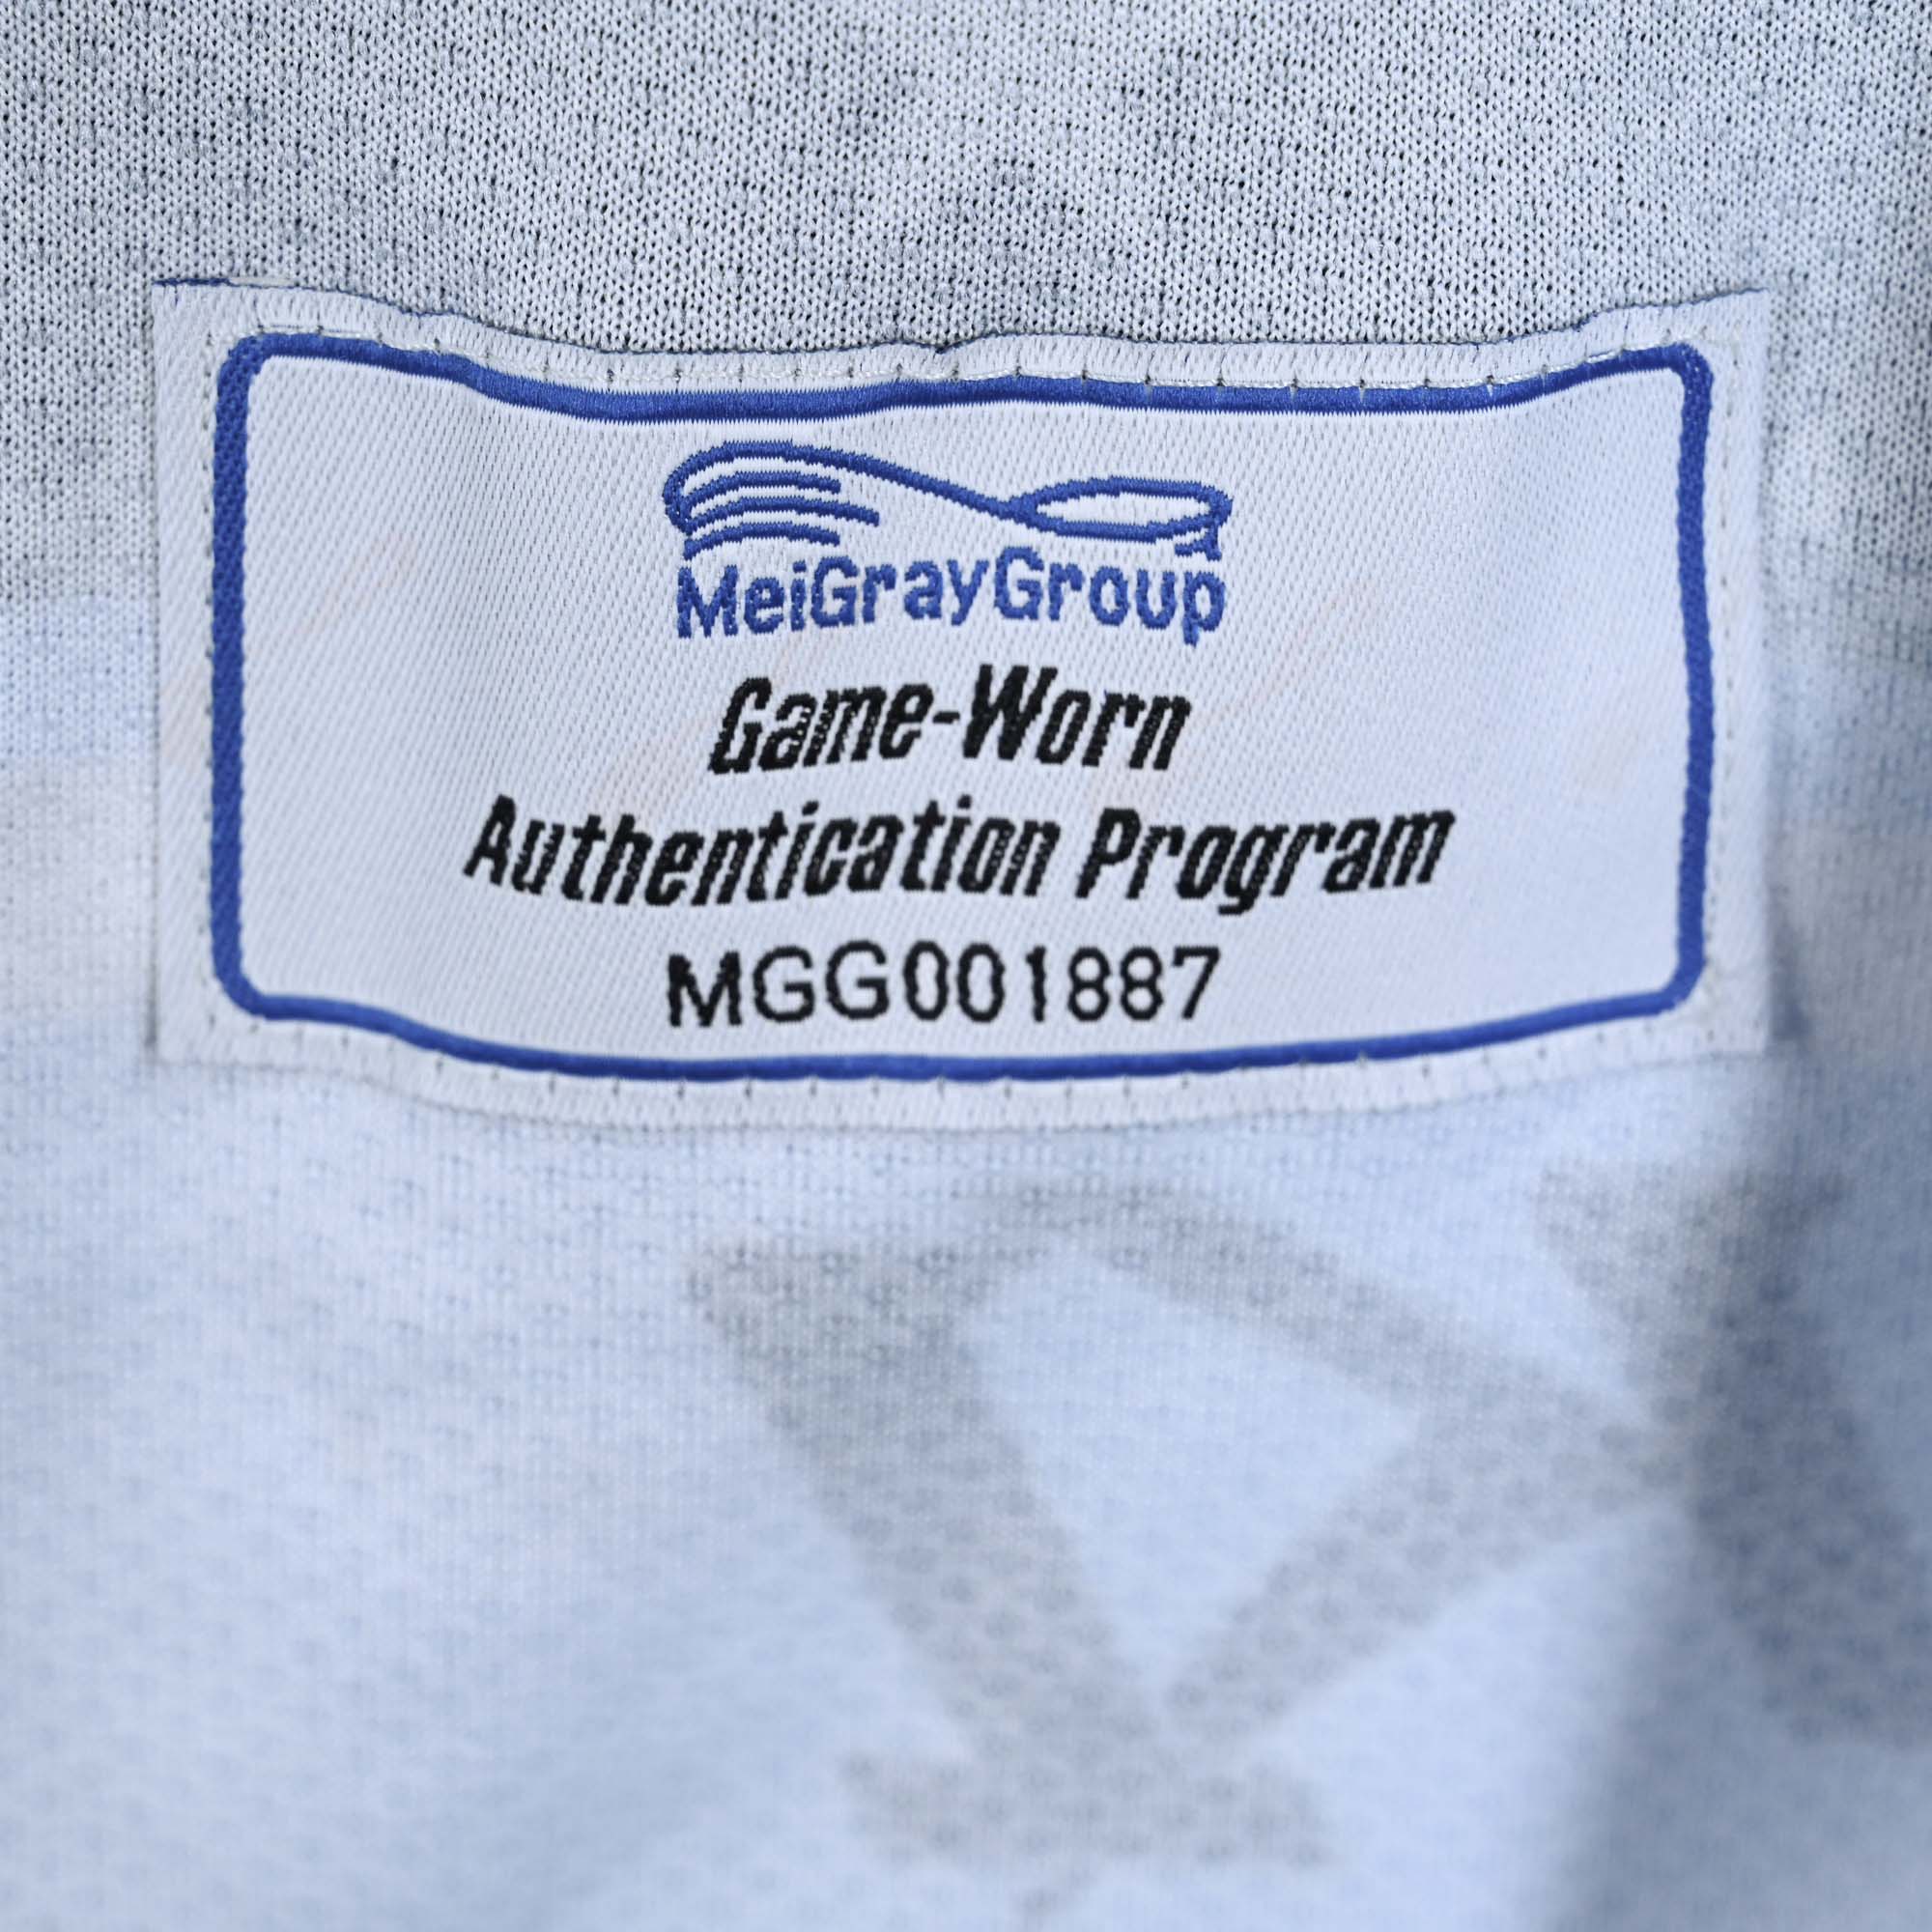 MeiGrayGroup
Game-Worn
Authentication Program
MGG001887